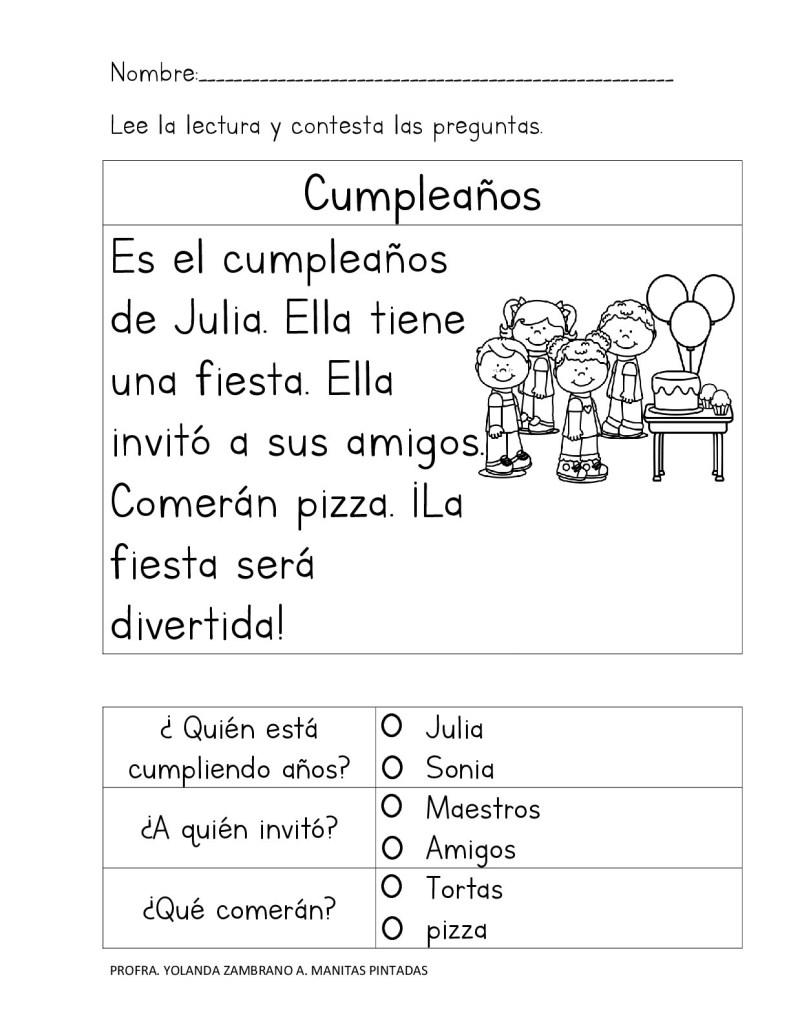 Nombre:______________________________________________________
Lee la lectura y contesta las preguntas.
Cumpleaños
Es el cumpleaños
de Julia. Ella tiene
una fiesta. Ella
invitó a sus amigos.
Comerán pizza. ¡La
fiesta será
divertida!
¿ Quién está
cumpliendo años?
O Julia
O Sonia
¿A quién invitó?
O Maestros
O Amigos
¿Qué comerán?
O Tortas
O pizza
PROFRA. YOLANDA ZAMBRANO A. MANITAS PINTADAS